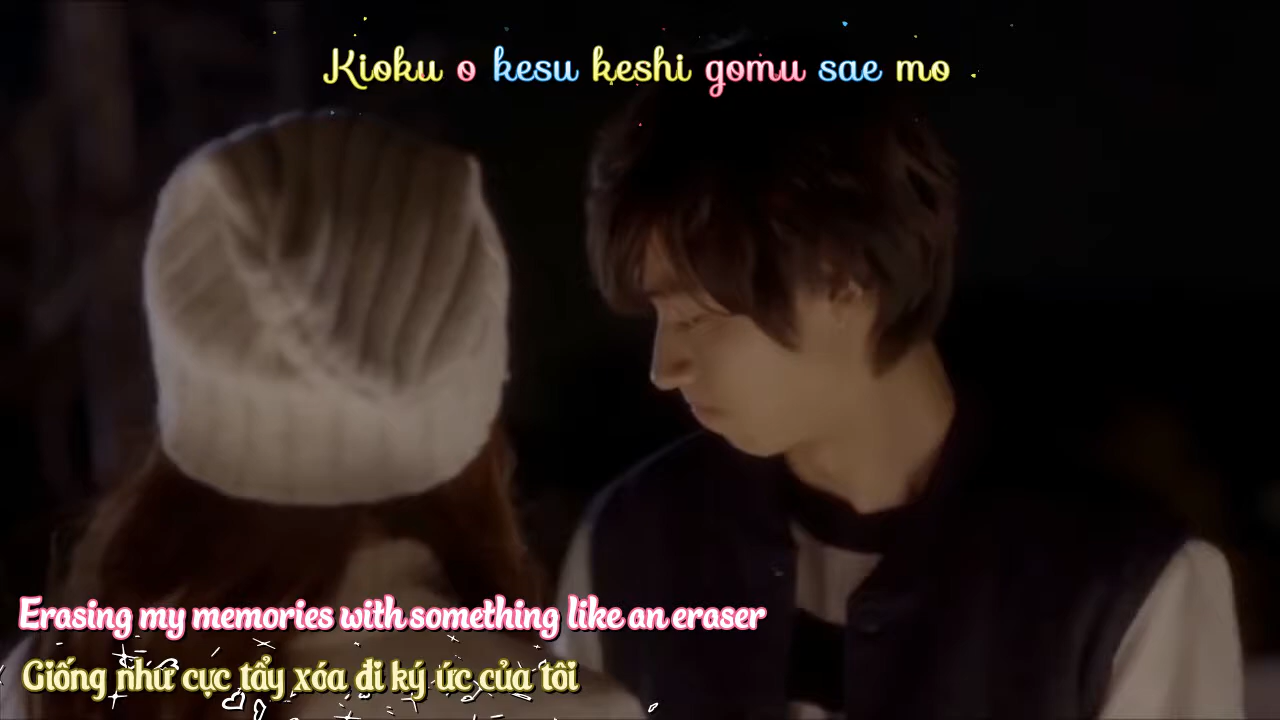 Kioku o kesu keshi gomu sae mo
Erasing my memories with something like an eraser
Giống như cục tẩy xóa đi ký ức của tôi